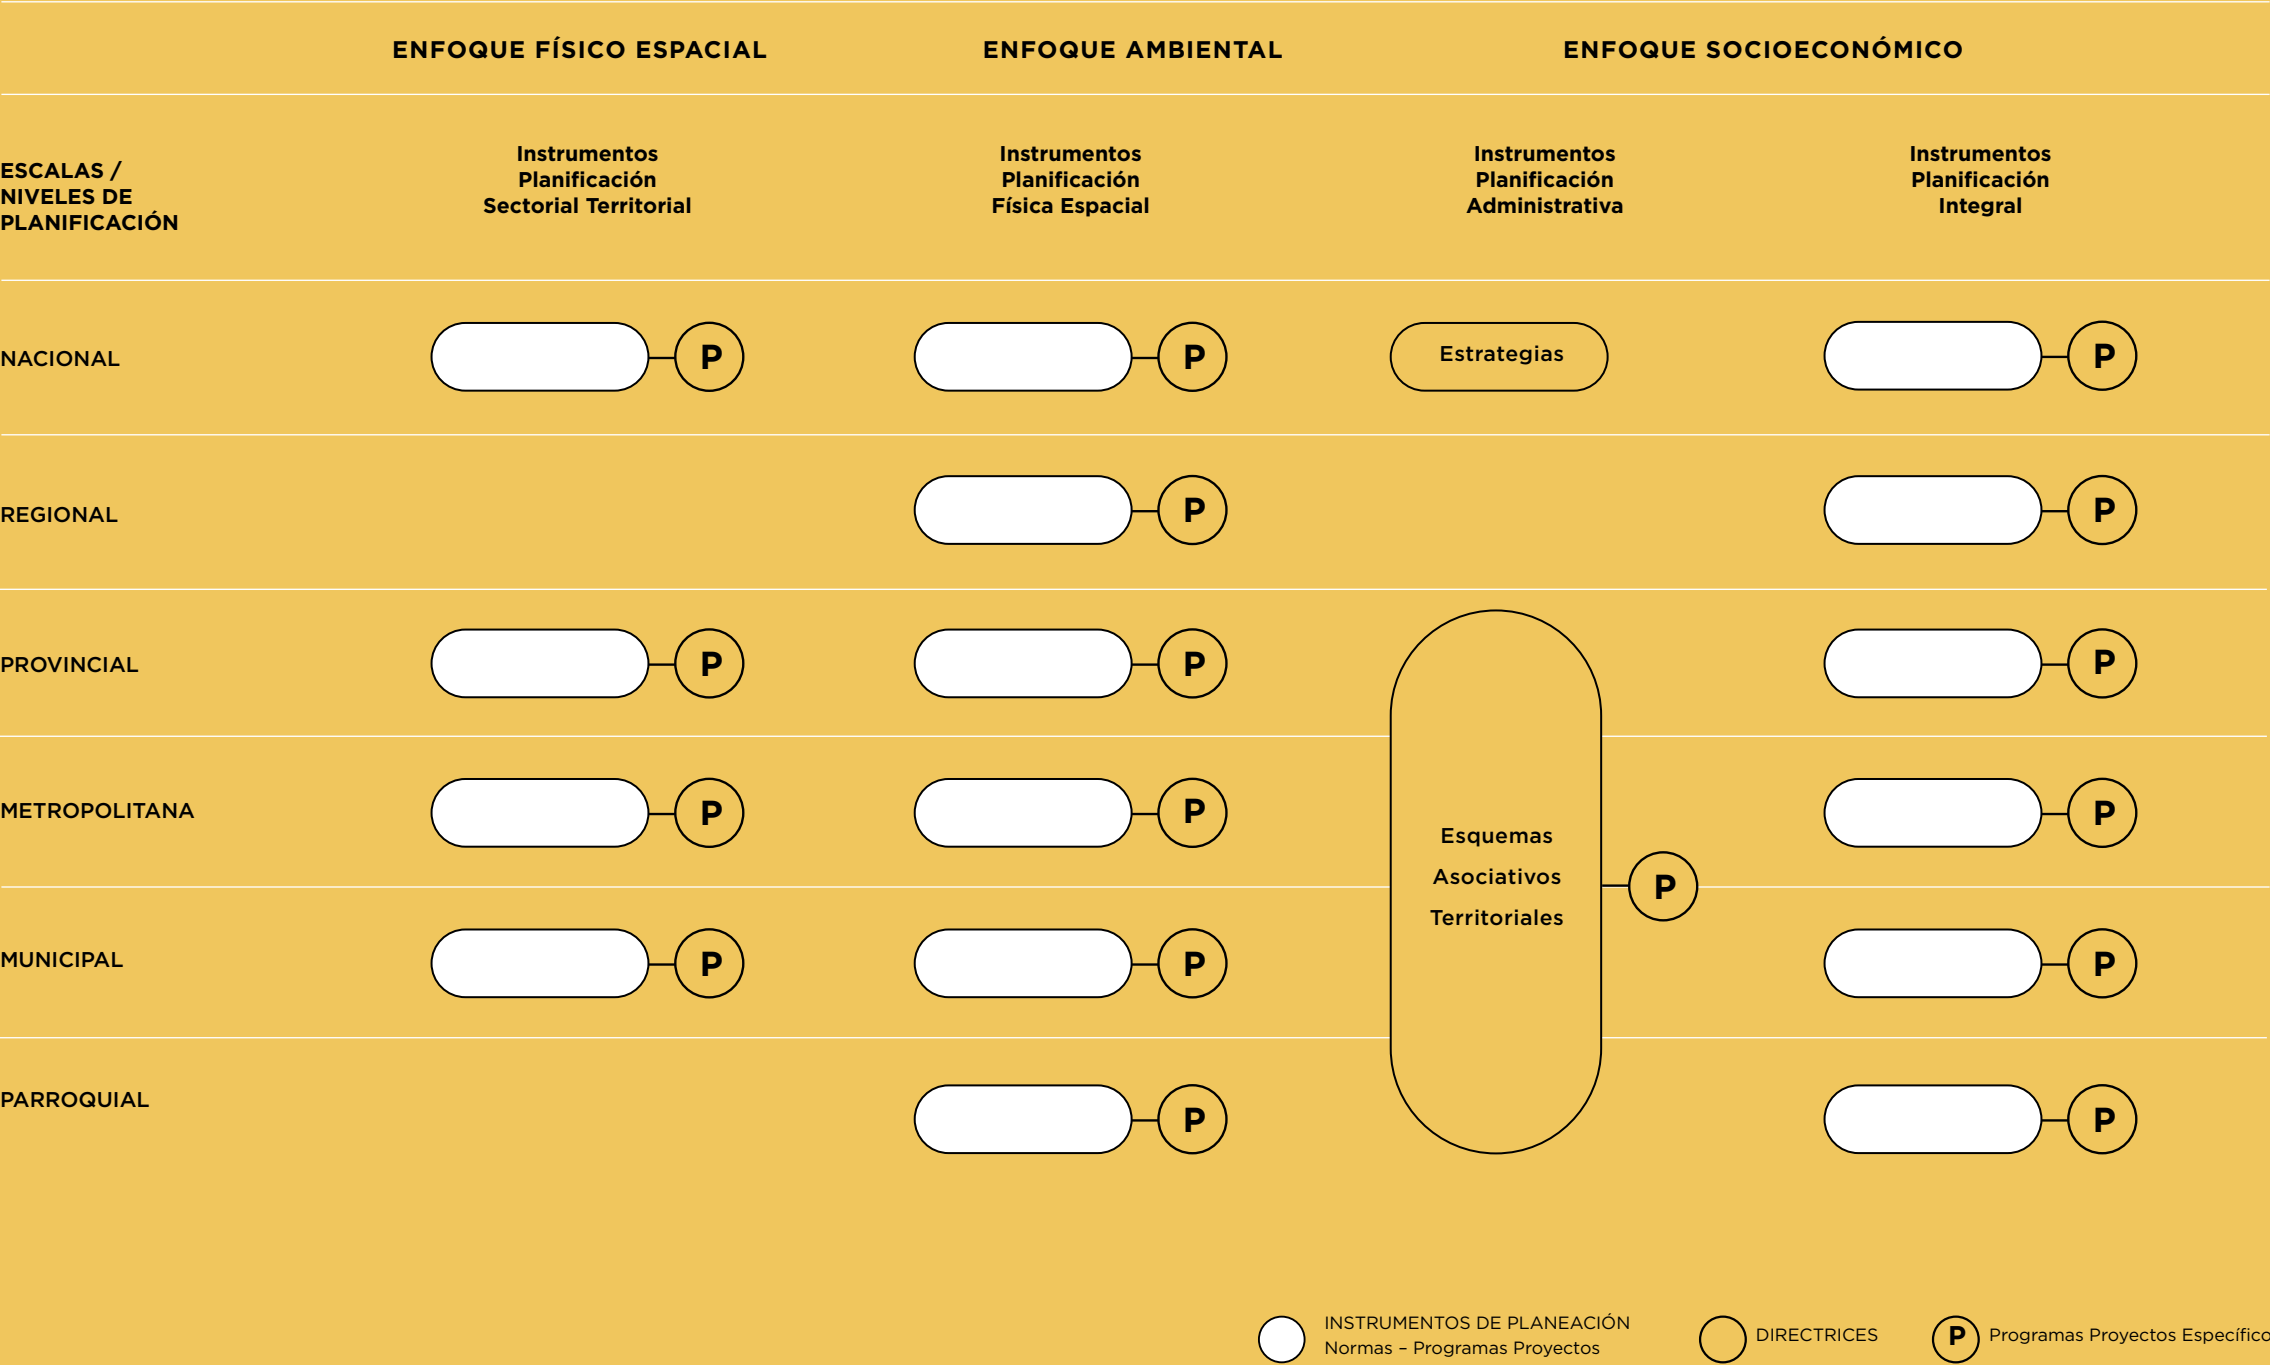 ENFOQUE FÍSICO ESPACIAL
ENFOQUE AMBIENTAL
ENFOQUE SOCIOECONÓMICO
ESCALAS /
NIVELES DE
PLANIFICACIÓN
Instrumentos
Planificación
Sectorial Territorial
Instrumentos
Planificación
Física Espacial
Instrumentos
Planificación
Administrativa
Instrumentos
Planificación
Integral
NACIONAL
P
P
Estrategias
P
REGIONAL
P
P
PROVINCIAL
P
P
P
METROPOLITANA
P
P
P
Esquemas
Asociativos
Territoriales
P
MUNICIPAL
P
P
P
PARROQUIAL
P
P
INSTRUMENTOS DE PLANEACIÓN
Normas – Programas Proyectos
DIRECTRICES
P Programas Proyectos Específico